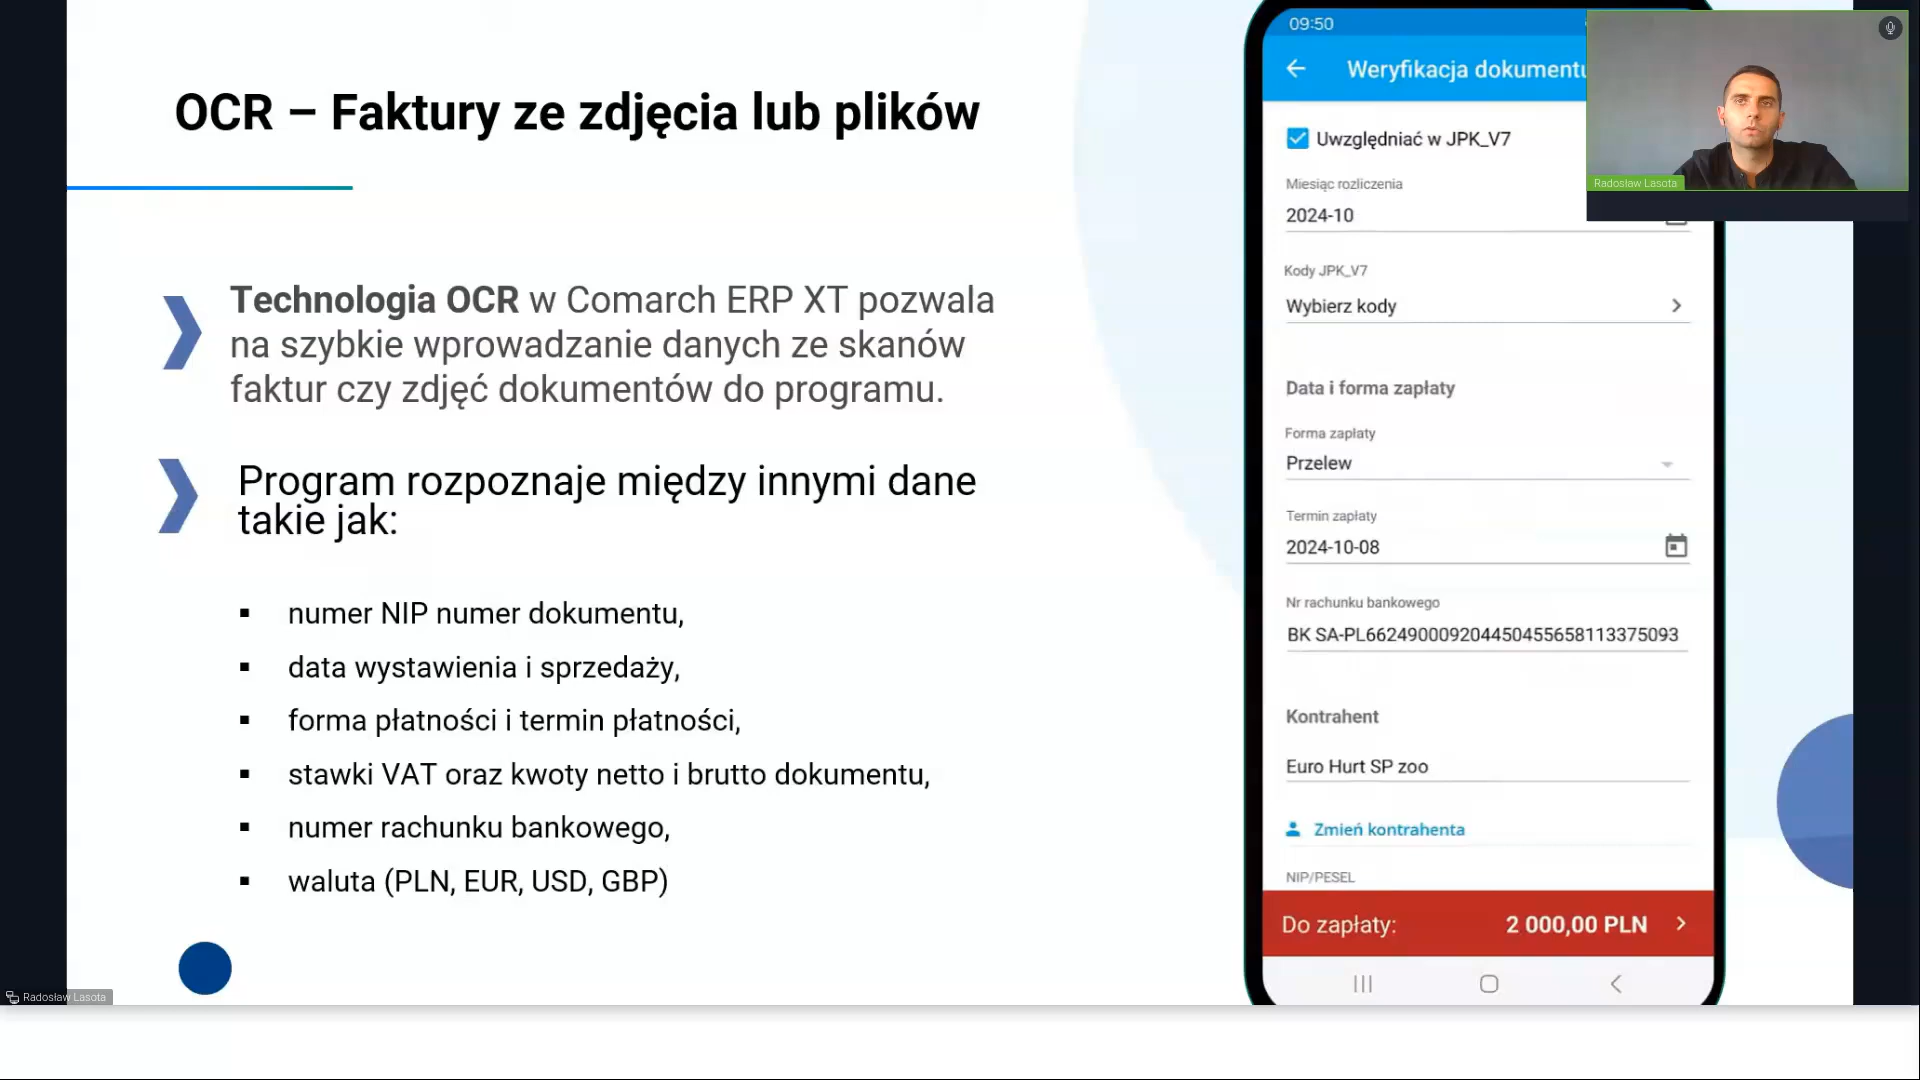 OCR – Faktury ze zdjęcia lub plików
Technologia OCR w Comarch ERP XT pozwala
na szybkie wprowadzanie danych ze skanów
faktur czy zdjęć dokumentów do programu.
Program rozpoznaje między innymi dane
takie jak:
▪ numer NIP numer dokumentu,
▪ data wystawienia i sprzedaży,
▪ forma płatności i termin płatności,
▪ stawki VAT oraz kwoty netto i brutto dokumentu,
▪ numer rachunku bankowego,
▪ waluta (PLN, EUR, USD, GBP)
Radosław Lasota
09:50
Weryfikacja dokumentu
Uwzględniać w JPK_V7
Miesiąc rozliczenia
2024-10
Kody JPK_V7
Wybierz kody
Data i forma zapłaty
Forma zapłaty
Przelew
Termin zapłaty
2024-10-08
Nr rachunku bankowego
BK SA-PL66249000920445045565811337​5093
Kontrahent
Euro Hurt SP zoo
Zmień kontrahenta
NIP/PESEL
Do zapłaty: 2 000,00 PLN
Radosław Lasota